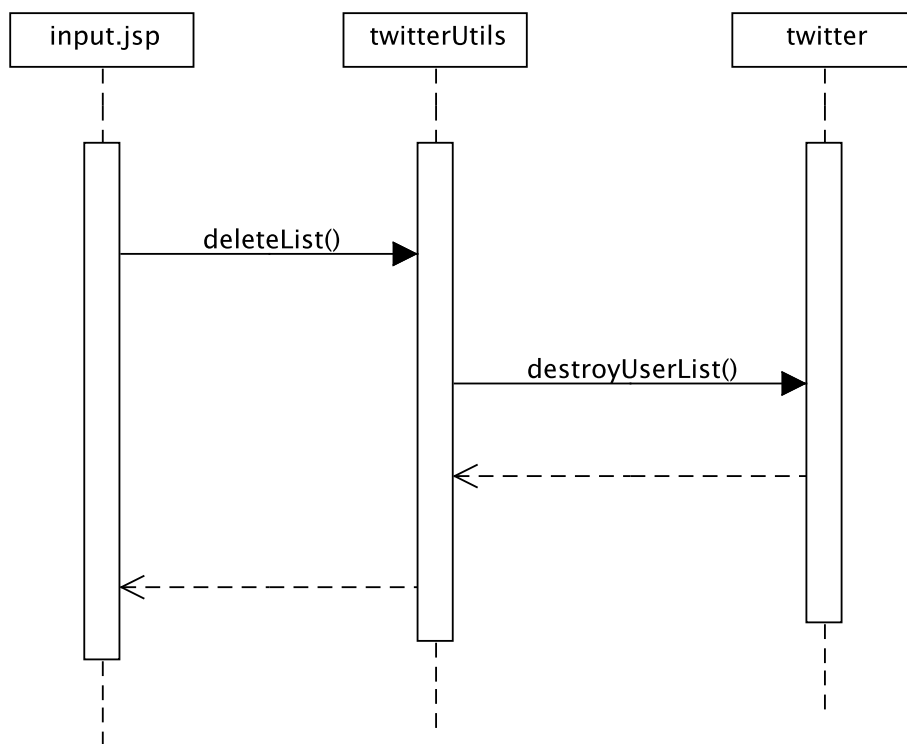 input.jsp
twitterUtils
twitter
deleteList()
destroyUserList()